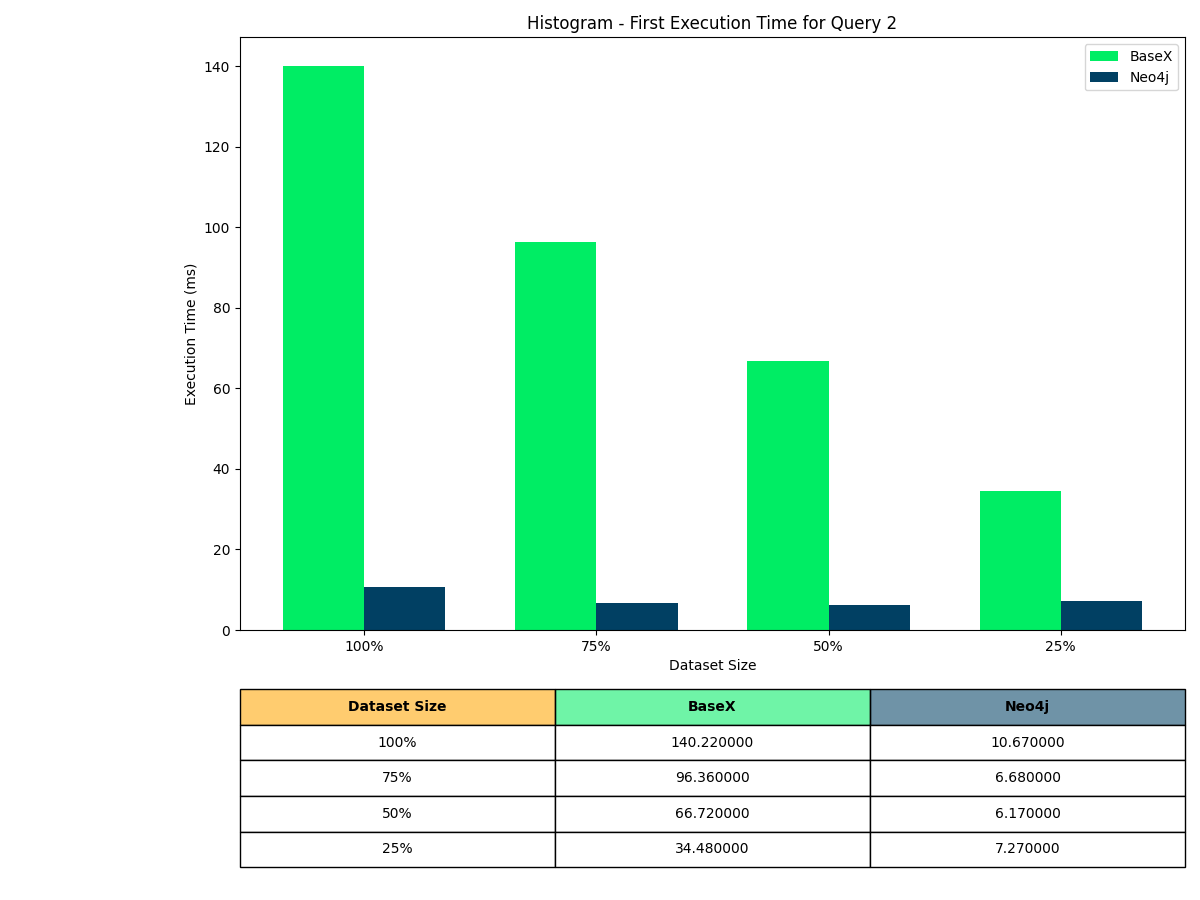 Histogram - First Execution Time for Query 2
BaseX
Neo4j
Execution Time (ms)
140
120
100
80
60
40
20
0
100% 75% 50% 25%
Dataset Size
Dataset Size BaseX Neo4j
100% 140.220000 10.670000
75% 96.360000 6.680000
50% 66.720000 6.170000
25% 34.480000 7.270000